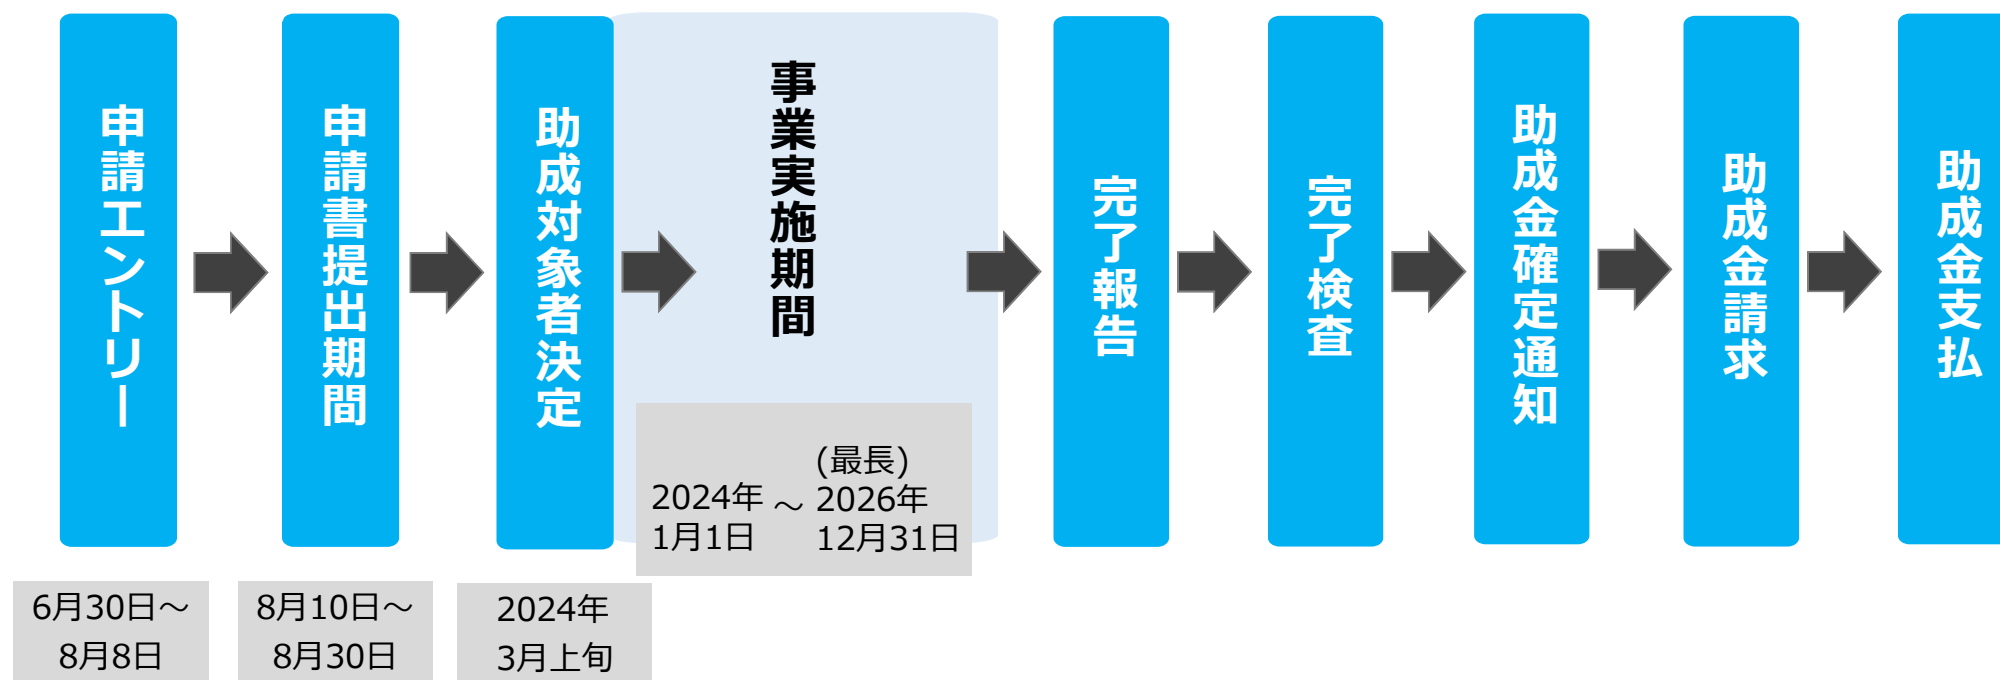 申請エントリー
申請書提出期間
助成対象者決定
事業実施期間
完了報告
完了検査
助成金確定通知
助成金請求
助成金支払
2024年
1月1日
～
(最長)
2026年
12月31日
6月30日～
8月8日
8月10日～
8月30日
2024年
3月上旬